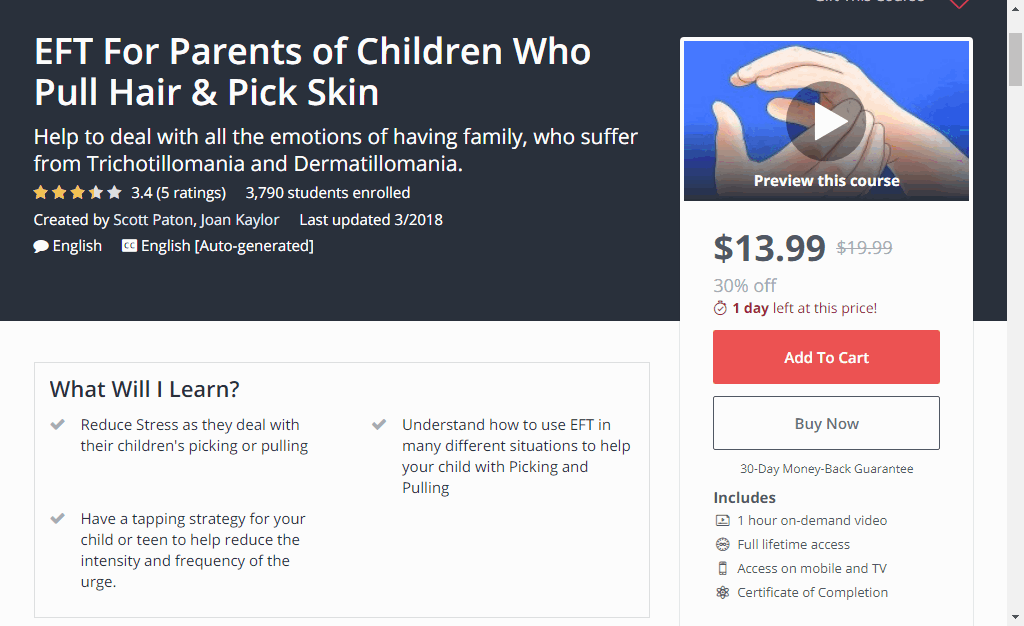 Gift This Course
EFT For Parents of Children Who
Pull Hair & Pick Skin
Help to deal with all the emotions of having family, who suffer
from Trichotillomania and Dermatillomania.
3.4 (5 ratings) 3,790 students enrolled
Created by Scott Paton, Joan Kaylor Last updated 3/2018
English CC English [Auto-generated]
Preview this course
$13.99 $19.99
30% off
1 day left at this price!
Add To Cart
Buy Now
30-Day Money-Back Guarantee
Includes
1 hour on-demand video
Full lifetime access
Access on mobile and TV
Certificate of Completion
What Will I Learn?
Reduce Stress as they deal with
their children's picking or pulling
Understand how to use EFT in
many different situations to help
your child with Picking and
Pulling
Have a tapping strategy for your
child or teen to help reduce the
intensity and frequency of the
urge.